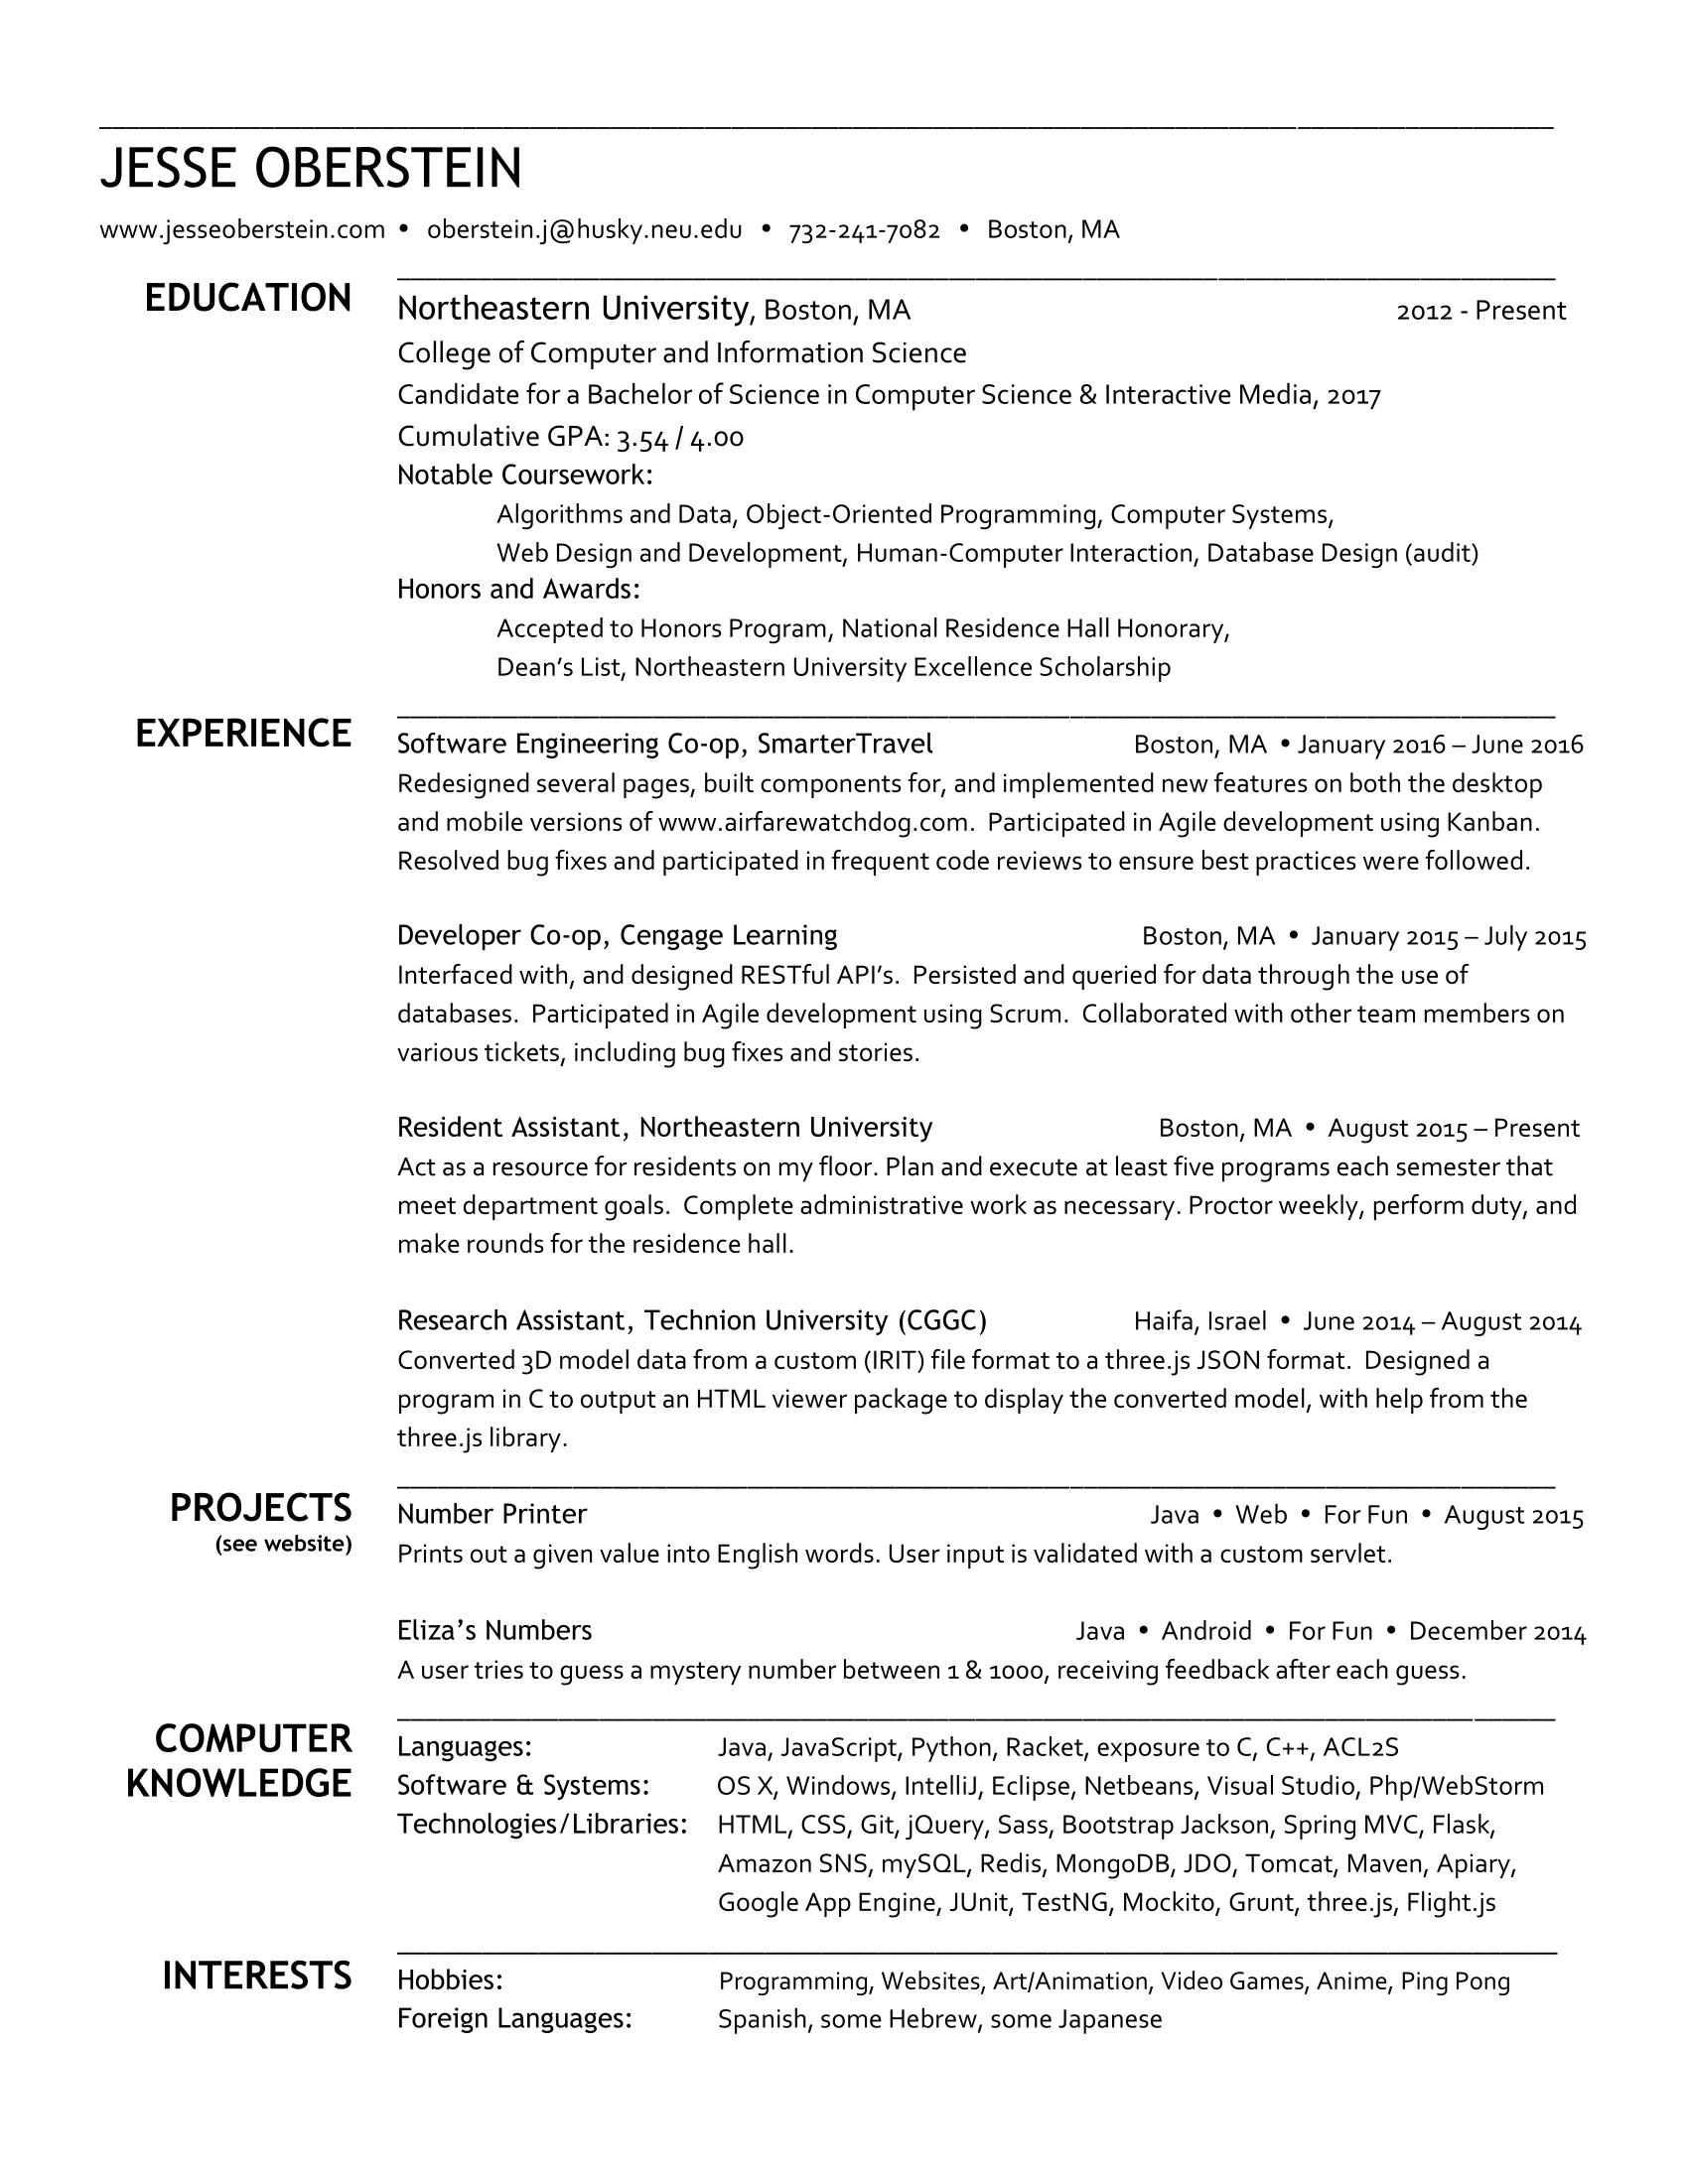 JESSE OBERSTEIN
www.jesseoberstein.com • oberstein.j@husky.neu.edu • 732-241-7082 • Boston, MA
EDUCATION
Northeastern University, Boston, MA 2012 - Present
College of Computer and Information Science
Candidate for a Bachelor of Science in Computer Science & Interactive Media, 2017
Cumulative GPA: 3.54 / 4.00
Notable Coursework:
Algorithms and Data, Object-Oriented Programming, Computer Systems,
Web Design and Development, Human-Computer Interaction, Database Design (audit)
Honors and Awards:
Accepted to Honors Program, National Residence Hall Honorary,
Dean’s List, Northeastern University Excellence Scholarship
EXPERIENCE
Software Engineering Co-op, SmarterTravel Boston, MA • January 2016 – June 2016
Redesigned several pages, built components for, and implemented new features on both the desktop
and mobile versions of www.airfarewatchdog.com. Participated in Agile development using Kanban.
Resolved bug fixes and participated in frequent code reviews to ensure best practices were followed.
Developer Co-op, Cengage Learning Boston, MA • January 2015 – July 2015
Interfaced with, and designed RESTful API’s. Persisted and queried for data through the use of
databases. Participated in Agile development using Scrum. Collaborated with other team members on
various tickets, including bug fixes and stories.
Resident Assistant, Northeastern University Boston, MA • August 2015 – Present
Act as a resource for residents on my floor. Plan and execute at least five programs each semester that
meet department goals. Complete administrative work as necessary. Proctor weekly, perform duty, and
make rounds for the residence hall.
Research Assistant, Technion University (CGGC) Haifa, Israel • June 2014 – August 2014
Converted 3D model data from a custom (IRIT) file format to a three.js JSON format. Designed a
program in C to output an HTML viewer package to display the converted model, with help from the
three.js library.
PROJECTS
(see website)
Number Printer Java • Web • For Fun • August 2015
Prints out a given value into English words. User input is validated with a custom servlet.
Eliza’s Numbers Java • Android • For Fun • December 2014
A user tries to guess a mystery number between 1 & 1000, receiving feedback after each guess.
COMPUTER
KNOWLEDGE
Languages: Java, JavaScript, Python, Racket, exposure to C, C++, ACL2S
Software & Systems: OS X, Windows, IntelliJ, Eclipse, Netbeans, Visual Studio, Php/WebStorm
Technologies/Libraries: HTML, CSS, Git, jQuery, Sass, Bootstrap Jackson, Spring MVC, Flask,
Amazon SNS, mySQL, Redis, MongoDB, JDO, Tomcat, Maven, Apiary,
Google App Engine, JUnit, TestNG, Mockito, Grunt, three.js, Flight.js
INTERESTS
Hobbies: Programming, Websites, Art/Animation, Video Games, Anime, Ping Pong
Foreign Languages: Spanish, some Hebrew, some Japanese